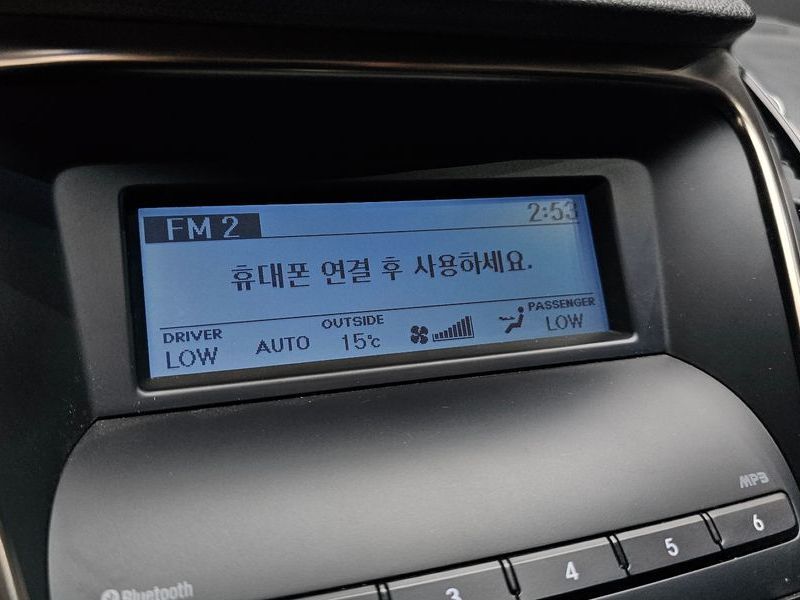 FM 2 2:53
휴대폰 연결 후 사용하세요.
DRIVER OUTSIDE PASSENGER
LOW AUTO 15℃ LOW
MP3
Bluetooth 3 4 5 6